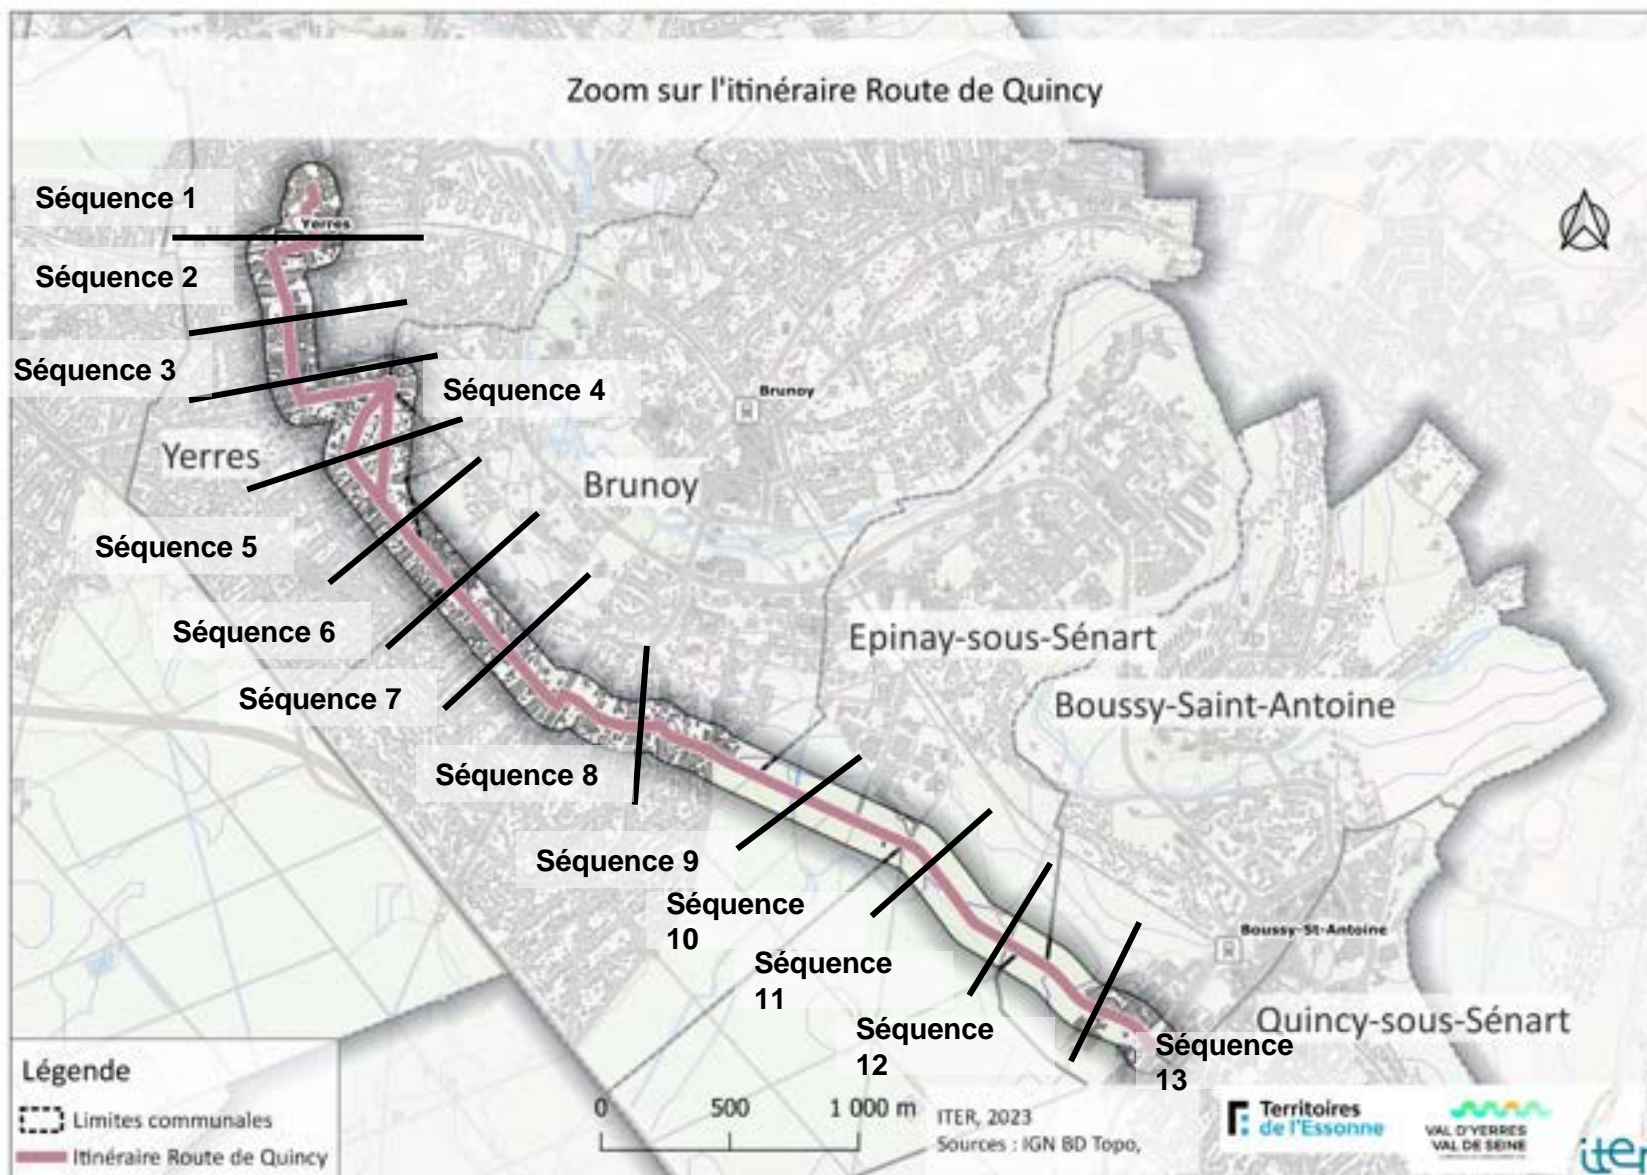 Zoom sur l'itinéraire Route de Quincy
Séquence 1
Yerres
Séquence 2
Séquence 3
Séquence 4
Brunoy
Yerres
Brunoy
Séquence 5
Séquence 6
Epinay-sous-Sénart
Séquence 7
Boussy-Saint-Antoine
Séquence 8
Séquence 9
Séquence
10
Boussy-St-Antoine
Séquence
11
Quincy-sous-Sénart
Séquence
12
Séquence
13
Légende
Limites communales
Itinéraire Route de Quincy
0 500 1 000 m
ITER, 2023
Sources : IGN BD Topo,
Territoires
de l'Essonne
VAL D'YERRES
VAL DE SEINE
iter